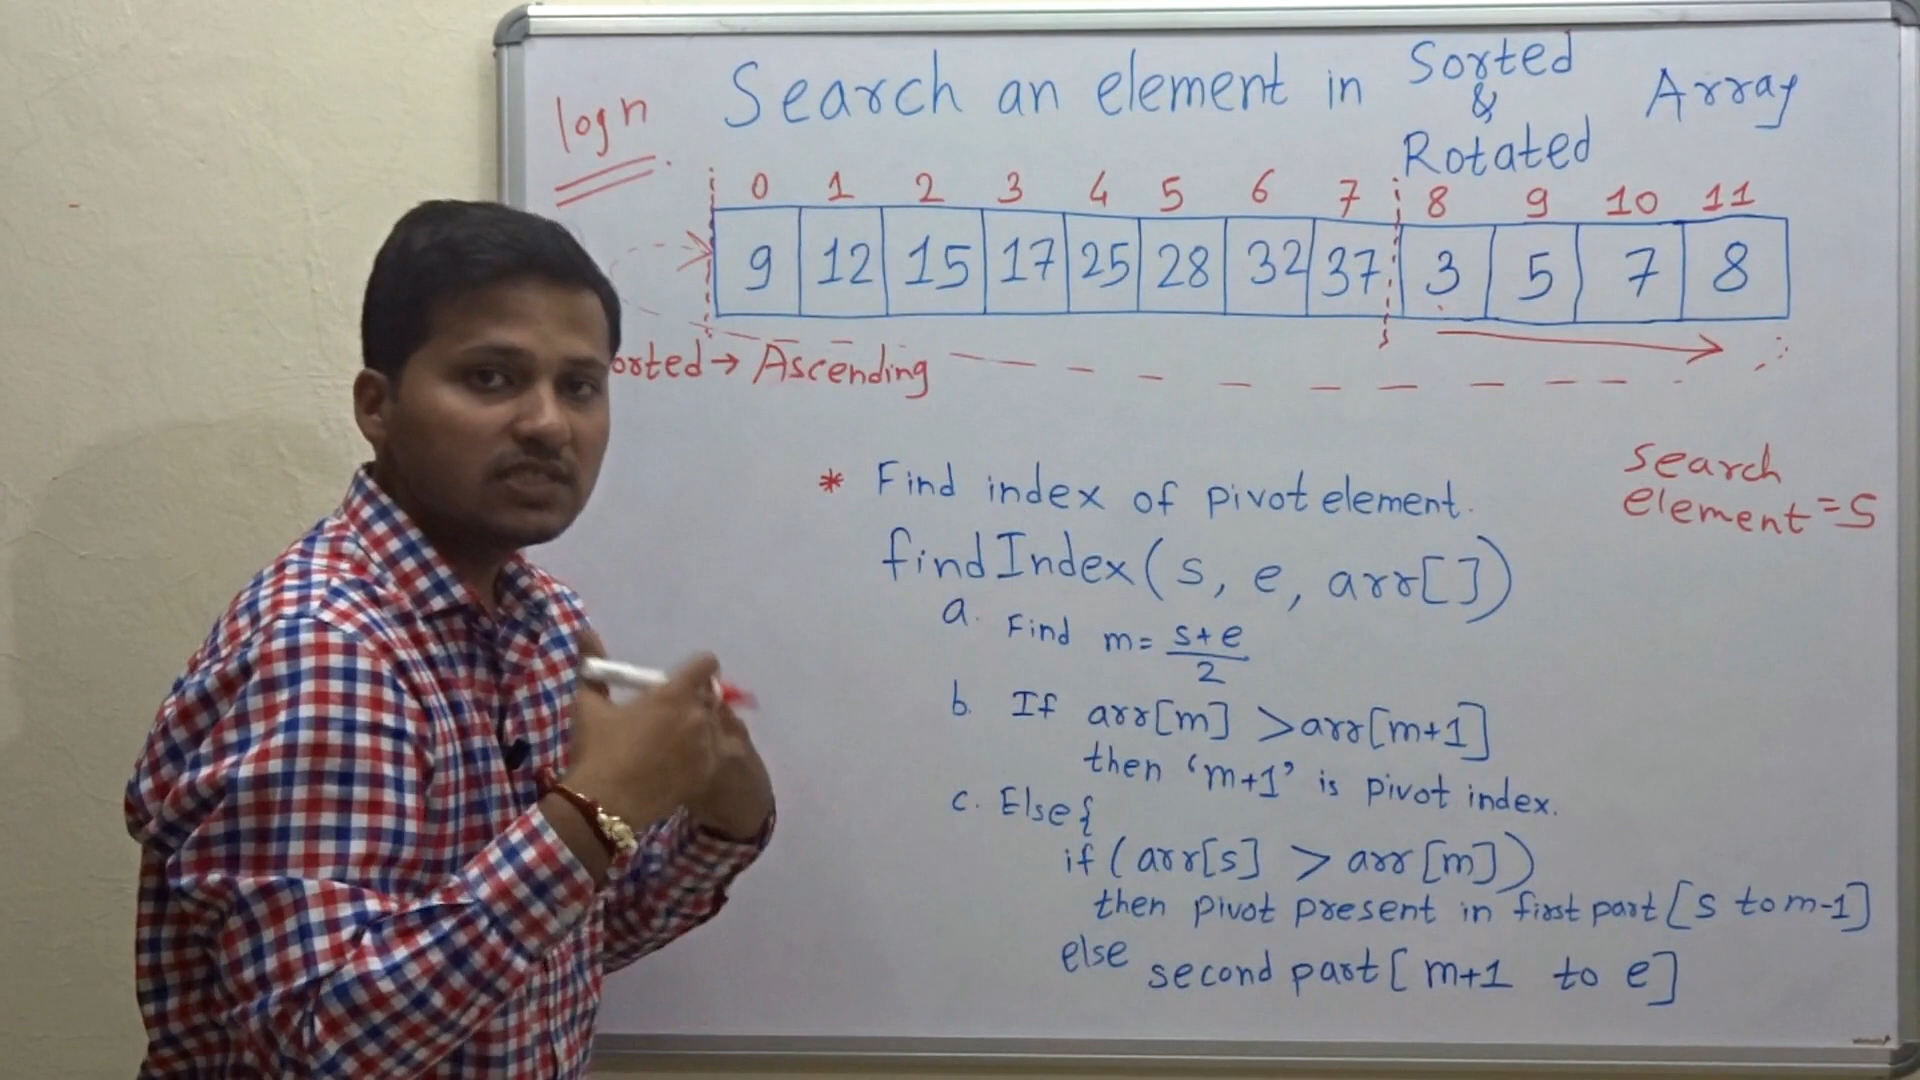 log n
Search an element in Sorted & Rotated Array
0 1 2 3 4 5 6 7 8 9 10 11
9 12 15 17 25 28 32 37 3 5 7 8
orted → Ascending
search
element = 5
* Find index of pivot element.
findIndex(s, e, arr[])
a. Find m = s+e
2
b. If arr[m] > arr[m+1]
then ‘m+1’ is pivot index.
c. Else{
if (arr[s] > arr[m])
then pivot present in first part [s to m-1]
else second part [m+1 to e]